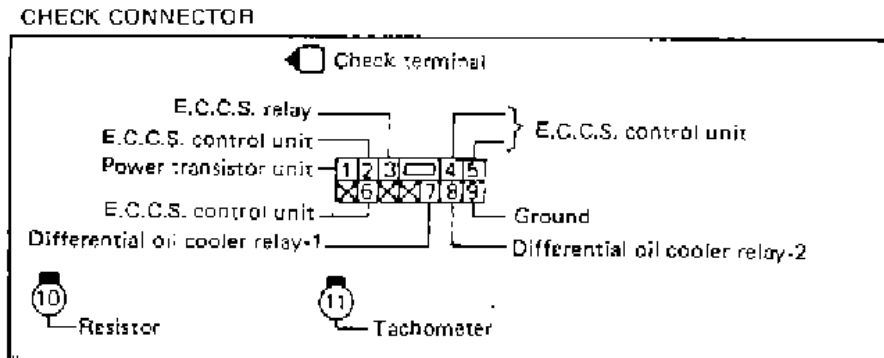 CHECK CONNECTOR
Check terminal
E.C.C.S. relay
E.C.C.S. control unit
E.C.C.S. control unit
Power transistor unit
1 2 3 4 5
6 7 8 9
E.C.C.S. control unit
Ground
Differential oil cooler relay-1
Differential oil cooler relay-2
10
Resistor
11
Tachometer